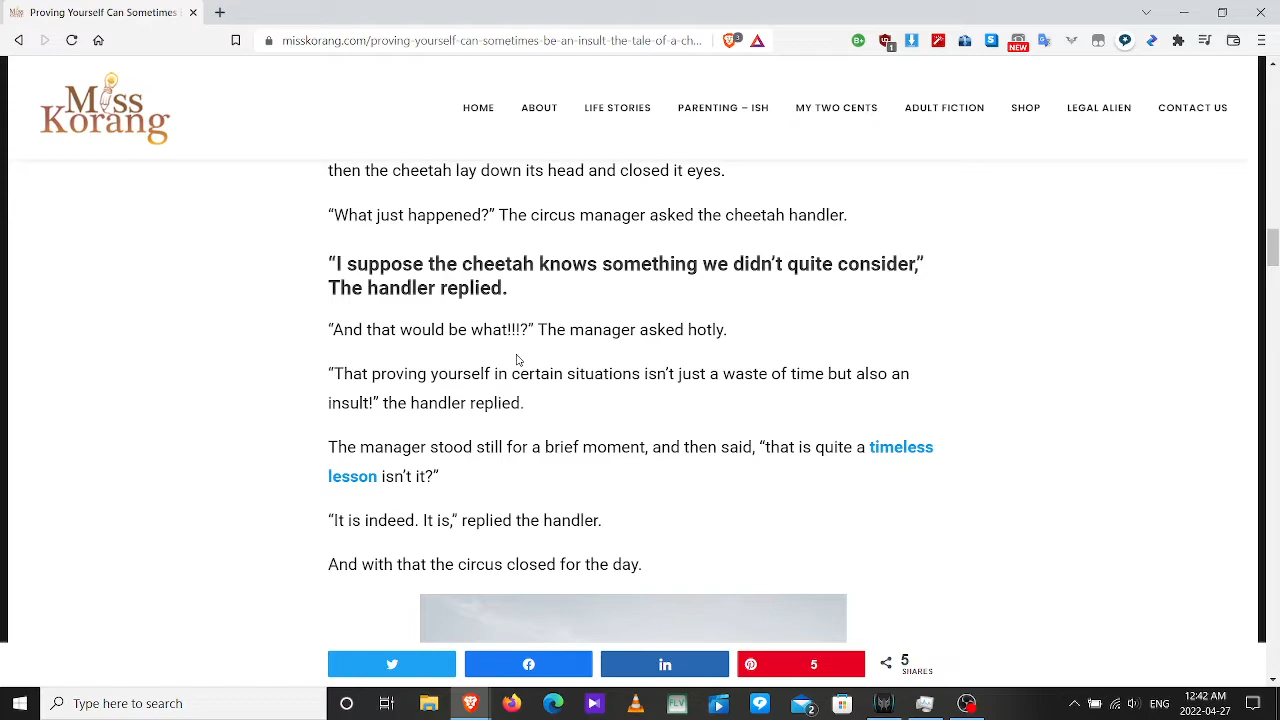 Proving Yourself Can Sometimes
misskorang.com/proving-yourself-can-sometimes-be-an-insult-the-tale-of-a-ch...
3
1
NEW
Miss
Korang
HOME ABOUT LIFE STORIES PARENTING – ISH MY TWO CENTS ADULT FICTION SHOP LEGAL ALIEN CONTACT US
then the cheetah lay down its head and closed it eyes.
“What just happened?” The circus manager asked the cheetah handler.
“I suppose the cheetah knows something we didn’t quite consider,”
The handler replied.
“And that would be what!!!?” The manager asked hotly.
“That proving yourself in certain situations isn’t just a waste of time but also an
insult!” the handler replied.
The manager stood still for a brief moment, and then said, “that is quite a timeless
lesson isn’t it?”
“It is indeed. It is,” replied the handler.
And with that the circus closed for the day.
5
5
SHARES
Type here to search
FLV
2
ENG
12:42 AM
2022-04-27